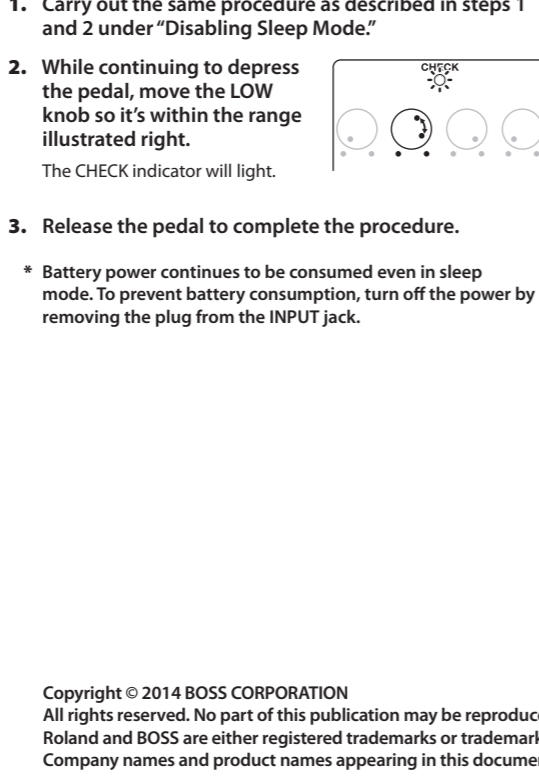 1. Carry out the same procedure as described in steps 1
and 2 under “Disabling Sleep Mode.”
2. While continuing to depress
the pedal, move the LOW
knob so it’s within the range
illustrated right.
The CHECK indicator will light.
CHECK
3. Release the pedal to complete the procedure.
* Battery power continues to be consumed even in sleep
mode. To prevent battery consumption, turn off the power by
removing the plug from the INPUT jack.
Copyright © 2014 BOSS CORPORATION
All rights reserved. No part of this publication may be reproduce
Roland and BOSS are either registered trademarks or trademark
Company names and product names appearing in this docume